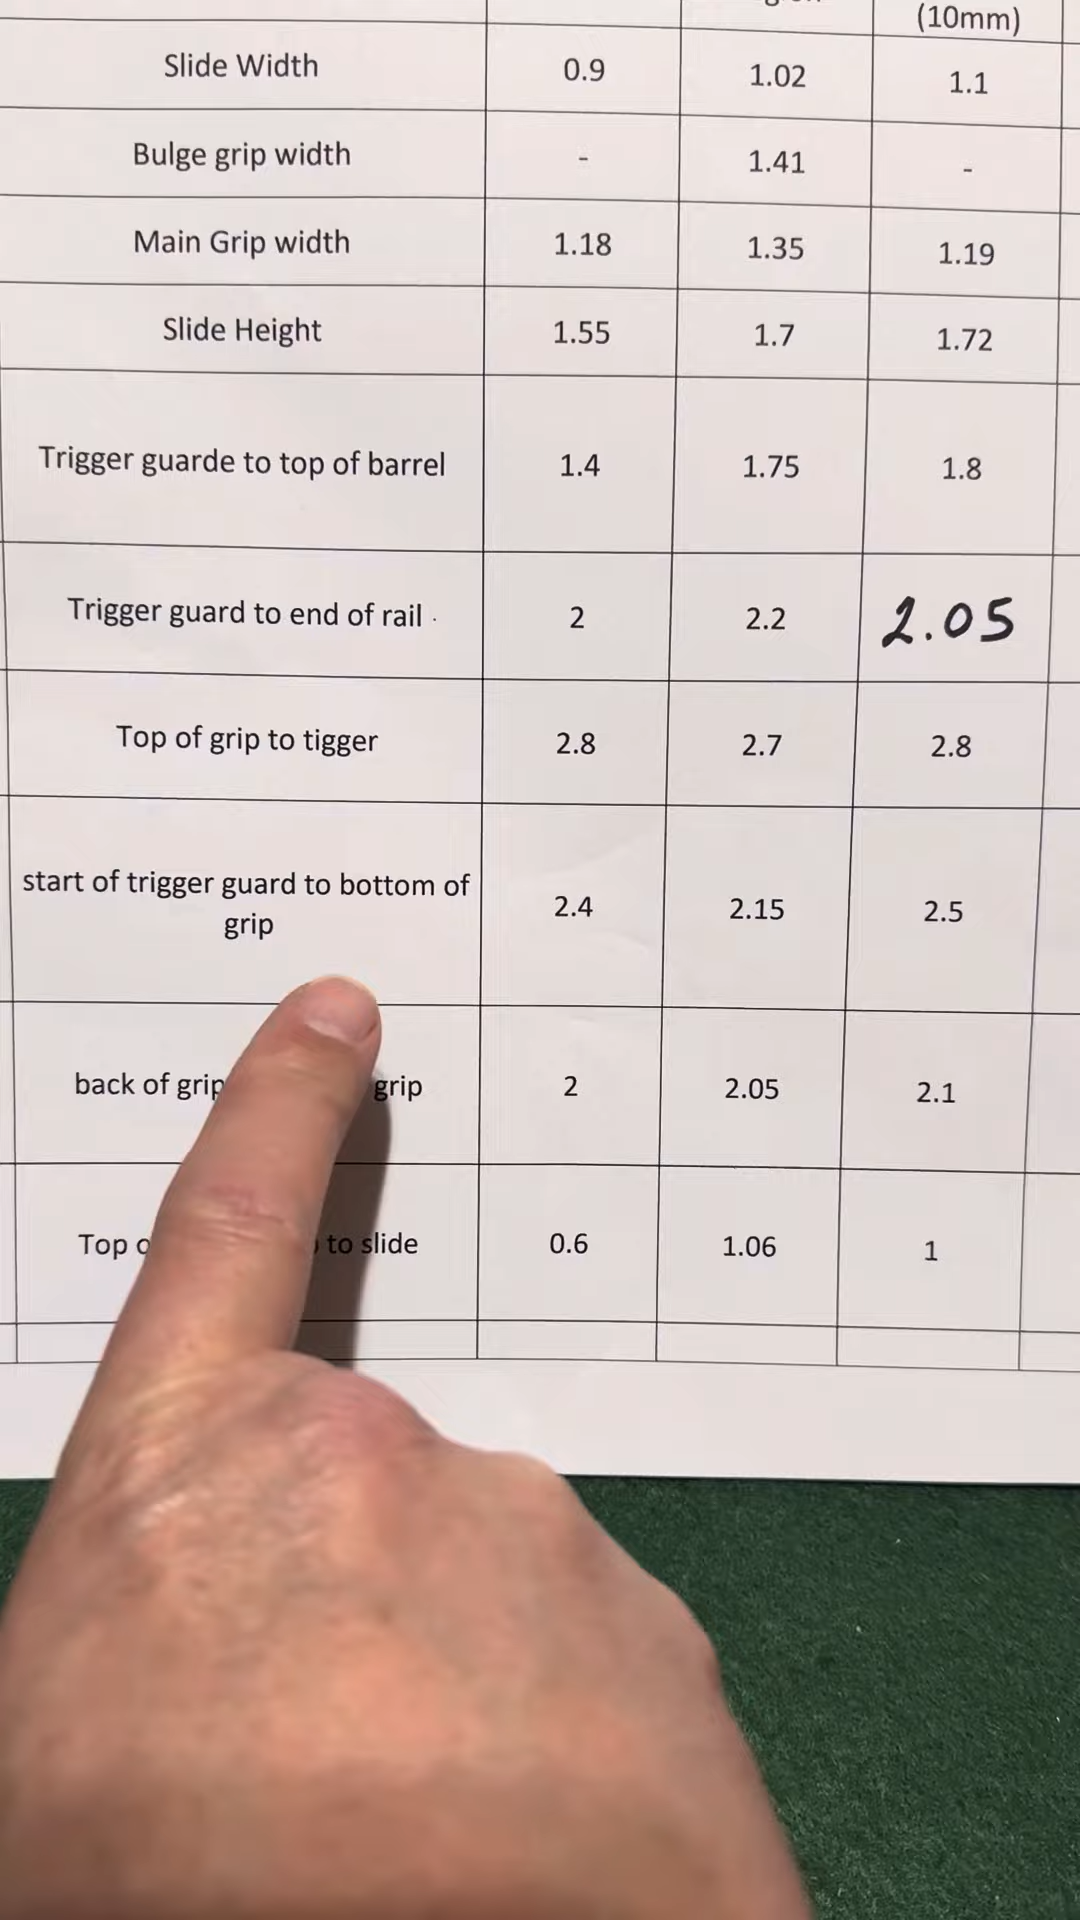 (10mm)
Slide Width 0.9 1.02 1.1
Bulge grip width - 1.41 -
Main Grip width 1.18 1.35 1.19
Slide Height 1.55 1.7 1.72
Trigger guarde to top of barrel 1.4 1.75 1.8
Trigger guard to end of rail 2 2.2 2.05
Top of grip to tigger 2.8 2.7 2.8
start of trigger guard to bottom of
grip 2.4 2.15 2.5
back of grip grip 2 2.05 2.1
Top to slide 0.6 1.06 1